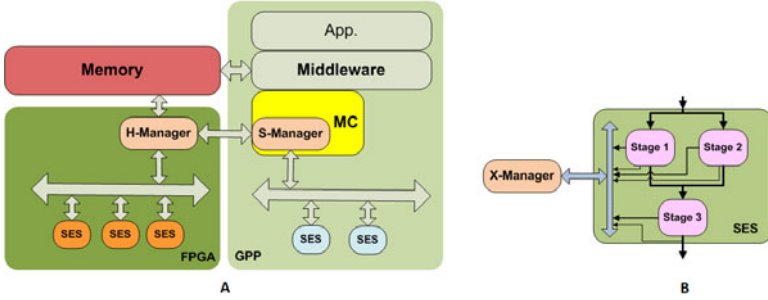 App.
Memory
Middleware
MC
H-Manager
S-Manager
SES
SES
SES
FPGA
SES
SES
GPP
A
Stage 1
Stage 2
X-Manager
Stage 3
SES
B